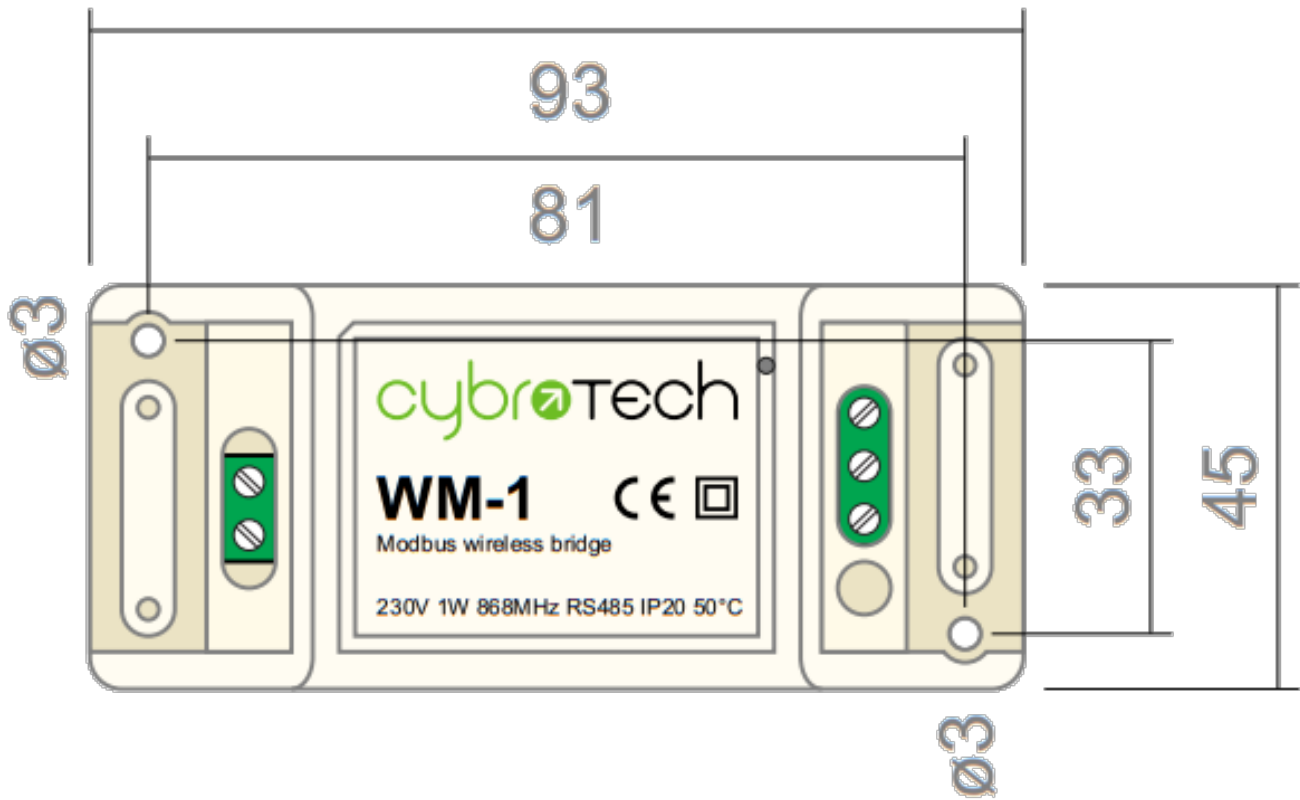 93
81
ø3
cybrotech
WM-1 CE
Modbus wireless bridge
230V 1W 868MHz RS485 IP20 50°C
33
45
ø3